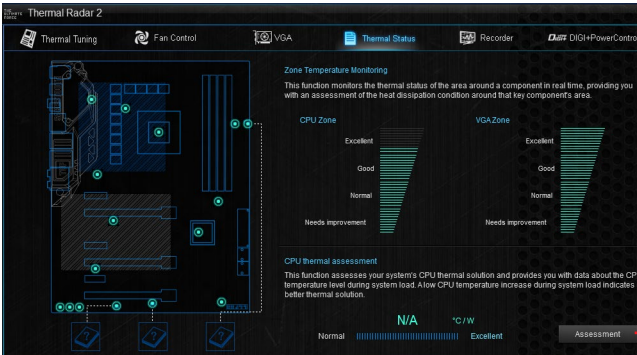 THE ULTIMATE FORCE
Thermal Radar 2
Thermal Tuning
Fan Control
VGA
Thermal Status
Recorder
DIGI+PowerContro
Zone Temperature Monitoring
This function monitors the thermal status of the area around a component in real time, providing you
with an assessment of the heat dissipation condition around that key component's area.
CPU Zone
VGA Zone
Excellent
Good
Normal
Needs improvement
Excellent
Good
Normal
Needs improvement
CPU thermal assessment
This function assesses your system's CPU thermal solution and provides you with data about the CP
temperature level during system load. A low CPU temperature increase during system load indicates
better thermal solution.
N/A °C / W
Normal
Excellent
Assessment